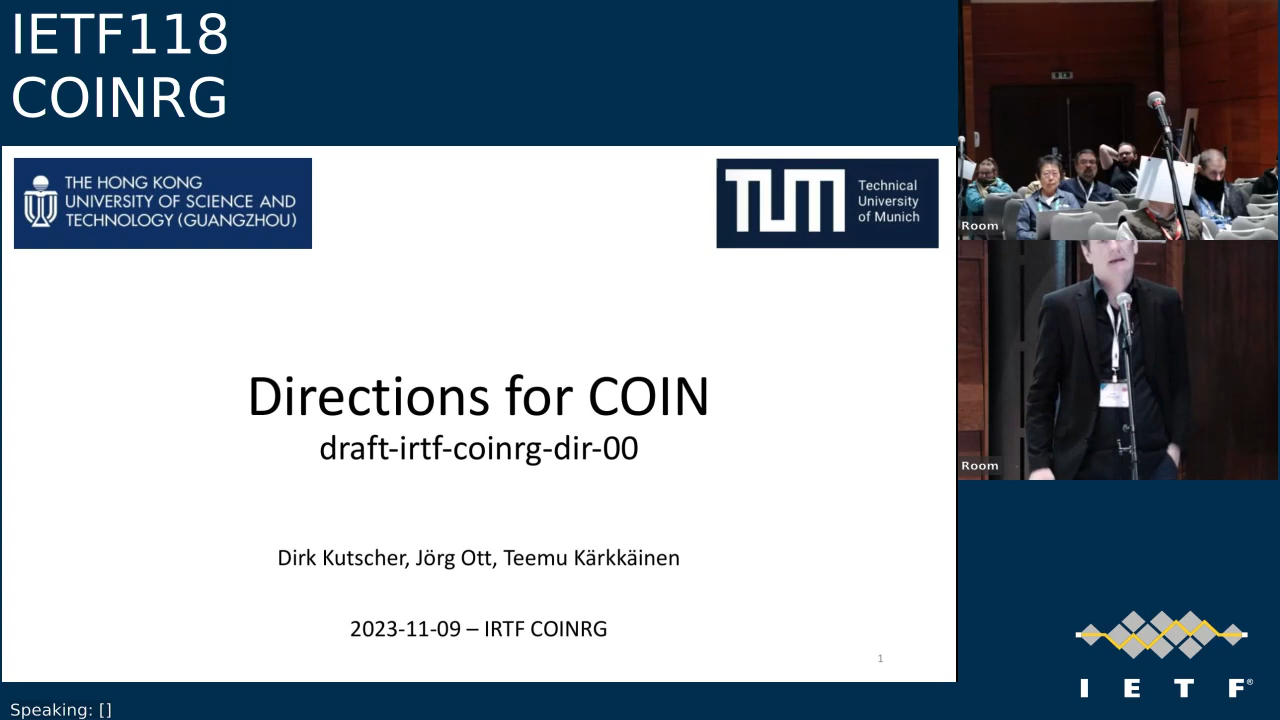 IETF118
COINRG
THE HONG KONG
UNIVERSITY OF SCIENCE AND
TECHNOLOGY (GUANGZHOU)
TUM
Technical
University
of Munich
Directions for COIN
draft-irtf-coinrg-dir-00
Dirk Kutscher, Jörg Ott, Teemu Kärkkäinen
2023-11-09 – IRTF COINRG
1
Room
Room
I E T F®
Speaking: []